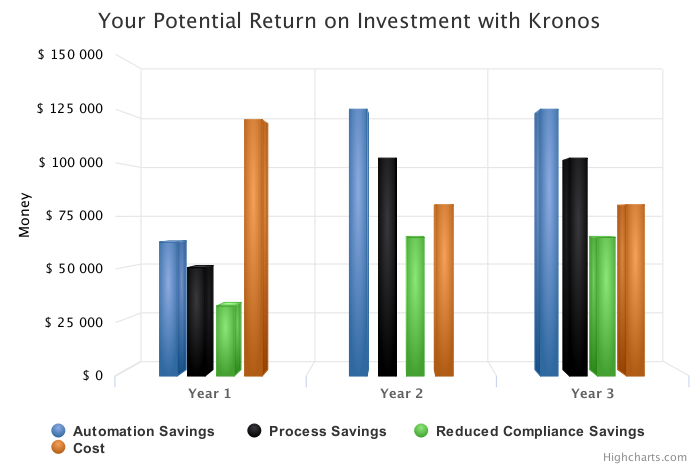 Your Potential Return on Investment with Kronos
$ 150 000
$ 125 000
$ 100 000
$ 75 000
$ 50 000
$ 25 000
$ 0
Money
Year 1
Year 2
Year 3
Automation Savings
Process Savings
Reduced Compliance Savings
Cost
Highcharts.com